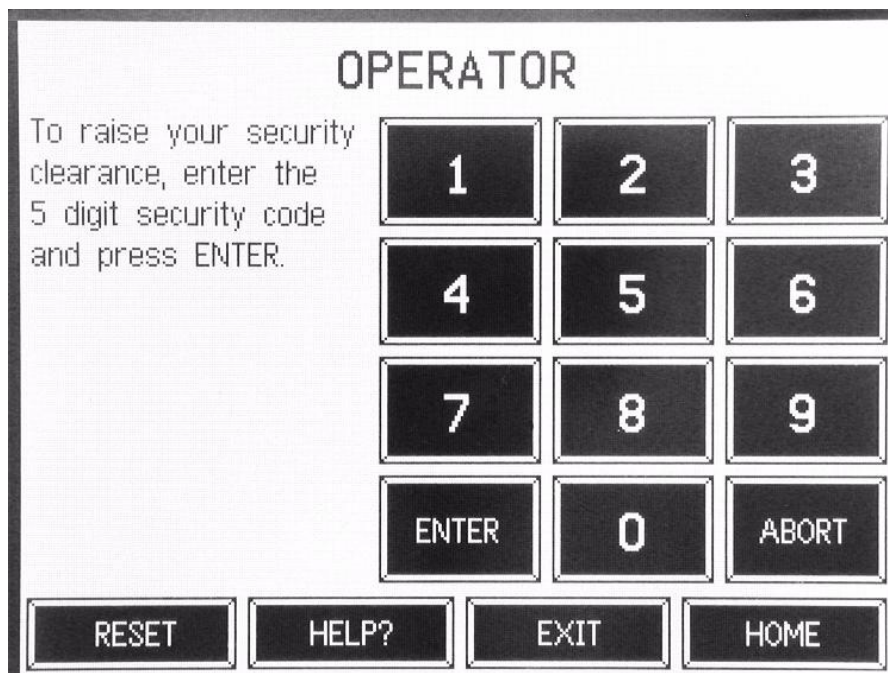 OPERATOR
To raise your security
clearance, enter the
5 digit security code
and press ENTER.
1 2 3
4 5 6
7 8 9
ENTER 0 ABORT
RESET HELP? EXIT HOME